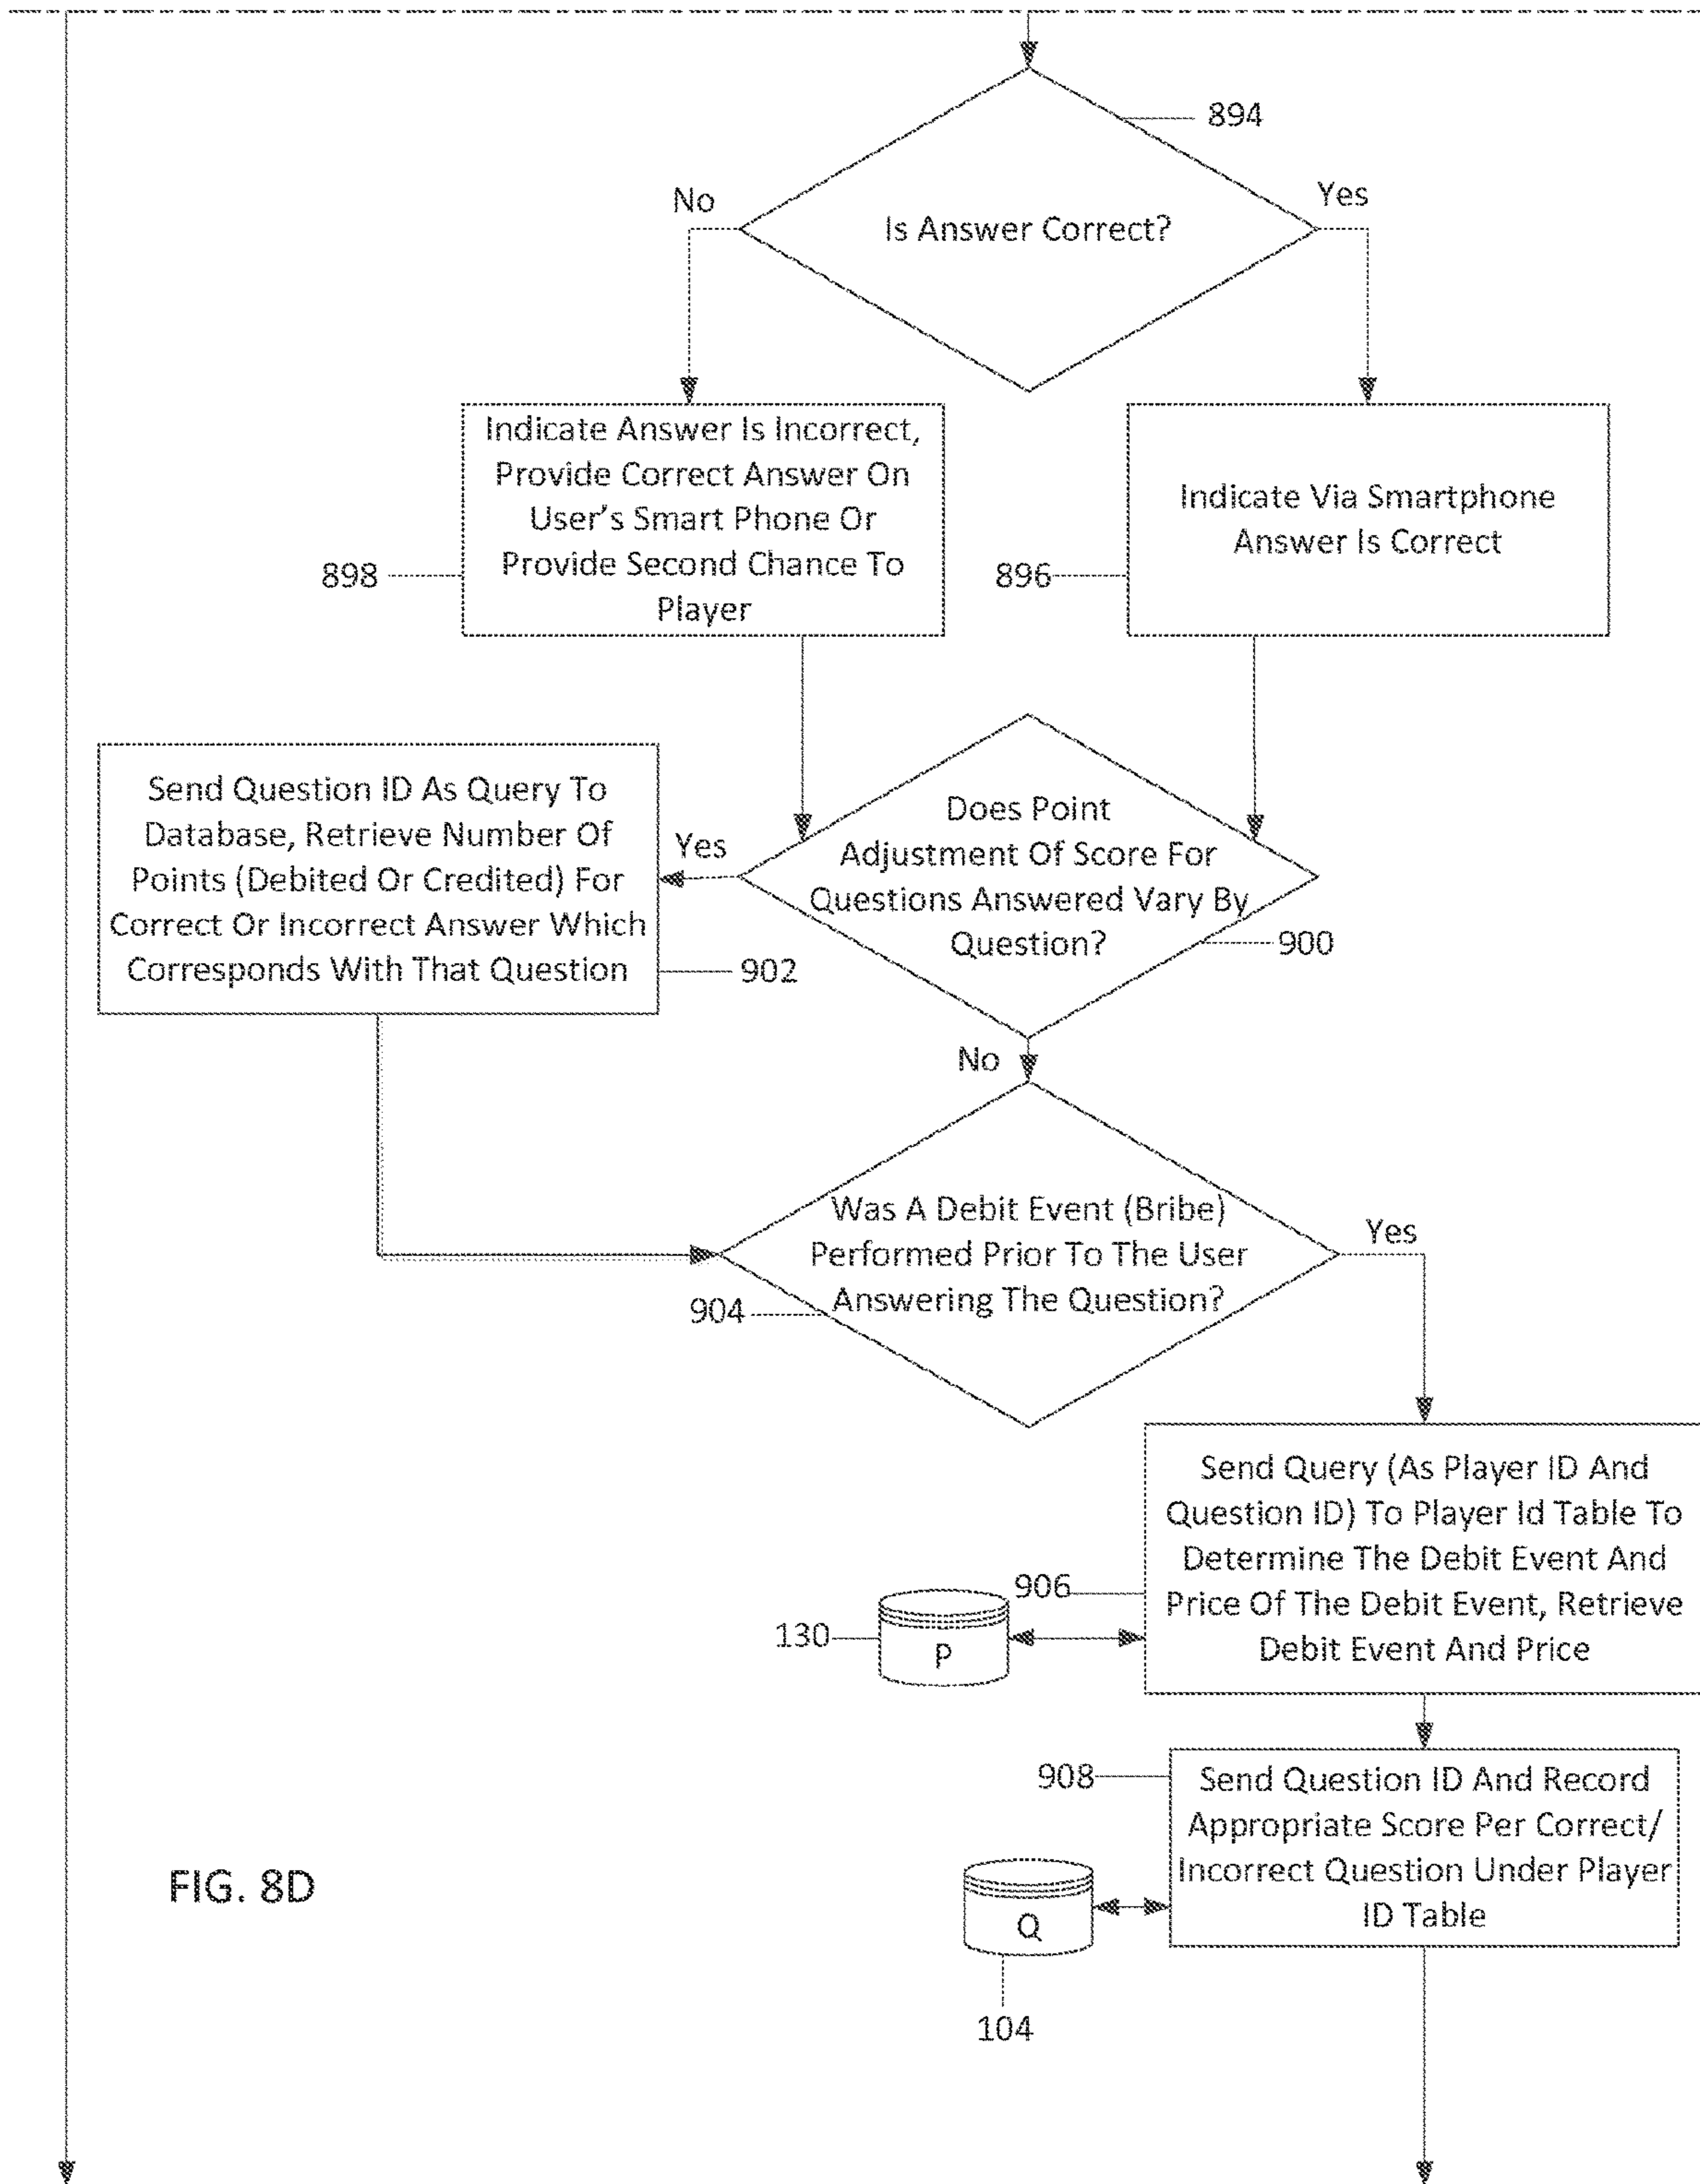 894
No
Yes
Is Answer Correct?
Indicate Answer Is Incorrect,
Provide Correct Answer On
User's Smart Phone Or
Provide Second Chance To
Player
898
Indicate Via Smartphone
Answer Is Correct
896
Send Question ID As Query To
Database, Retrieve Number Of
Points (Debited Or Credited) For
Correct Or Incorrect Answer Which
Corresponds With That Question
902
Yes
Does Point
Adjustment Of Score For
Questions Answered Vary By
Question?
900
No
Was A Debit Event (Bribe)
Performed Prior To The User
Answering The Question?
904
Yes
Send Query (As Player ID And
Question ID) To Player Id Table To
Determine The Debit Event And
Price Of The Debit Event, Retrieve
Debit Event And Price
906
130
P
908
Send Question ID And Record
Appropriate Score Per Correct/
Incorrect Question Under Player
ID Table
Q
104
FIG. 8D